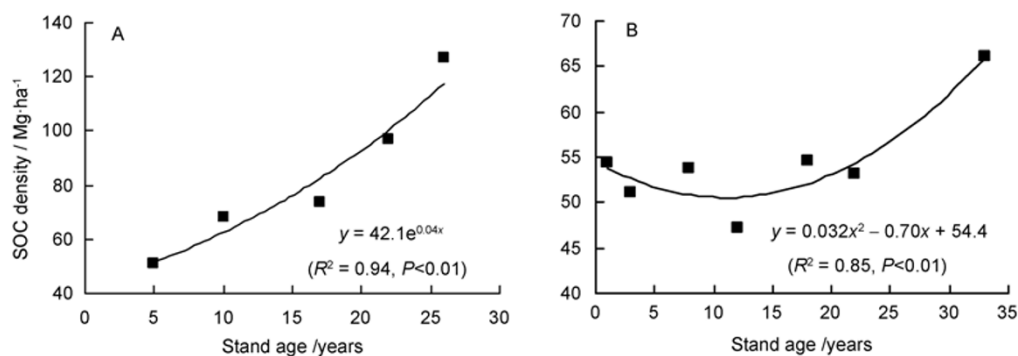 A
SOC density / Mg·ha⁻¹
140
120
100
80
60
40
0 5 10 15 20 25 30
Stand age /years
y = 42.1e⁰·⁰⁴ˣ
(R² = 0.94, P<0.01)
B
70
65
60
55
50
45
40
0 5 10 15 20 25 30 35
Stand age /years
y = 0.032x² − 0.70x + 54.4
(R² = 0.85, P<0.01)